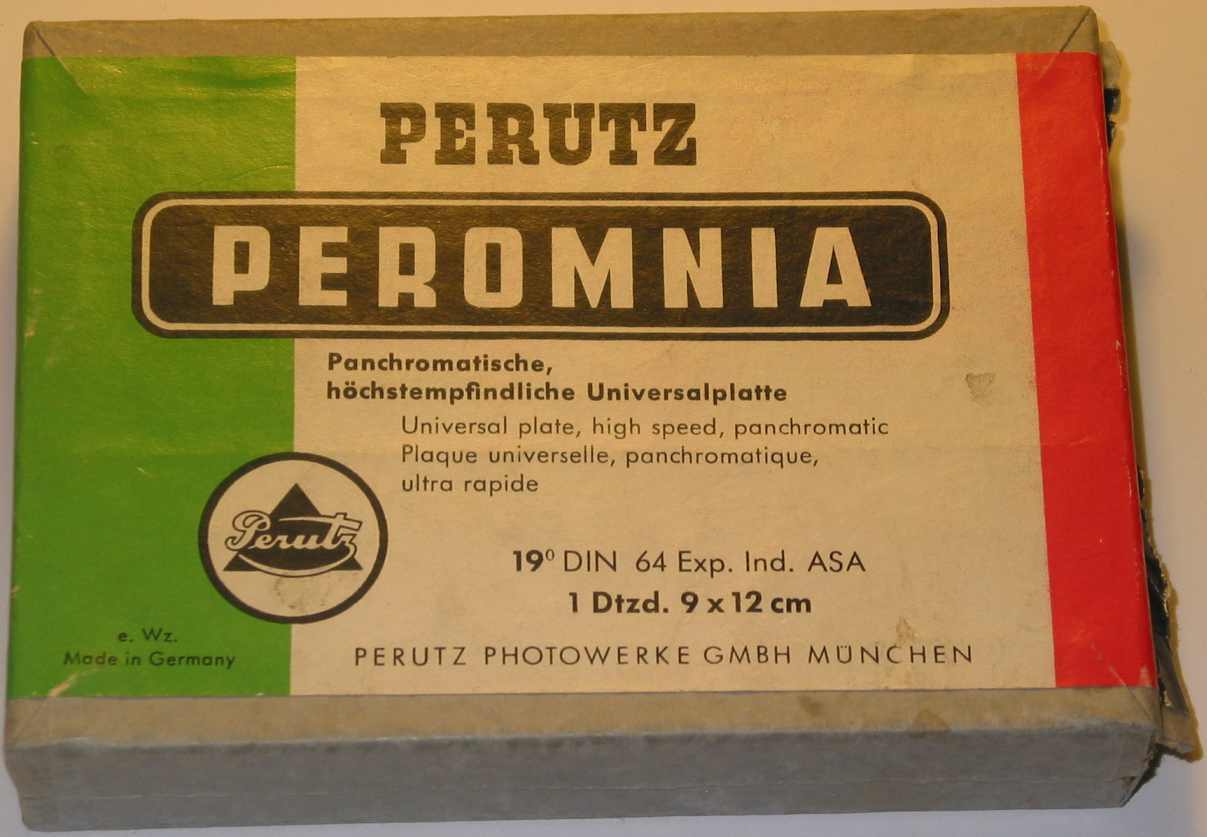 PERUTZ
PEROMNIA
Panchromatische,
höchstempfindliche Universalplatte
Universal plate, high speed, panchromatic
Plaque universelle, panchromatique,
ultra rapide
Perutz
19° DIN 64 Exp. Ind. ASA
1 Dtzd. 9 x 12 cm
e. Wz.
Made in Germany
PERUTZ PHOTOWERKE GMBH MÜNCHEN